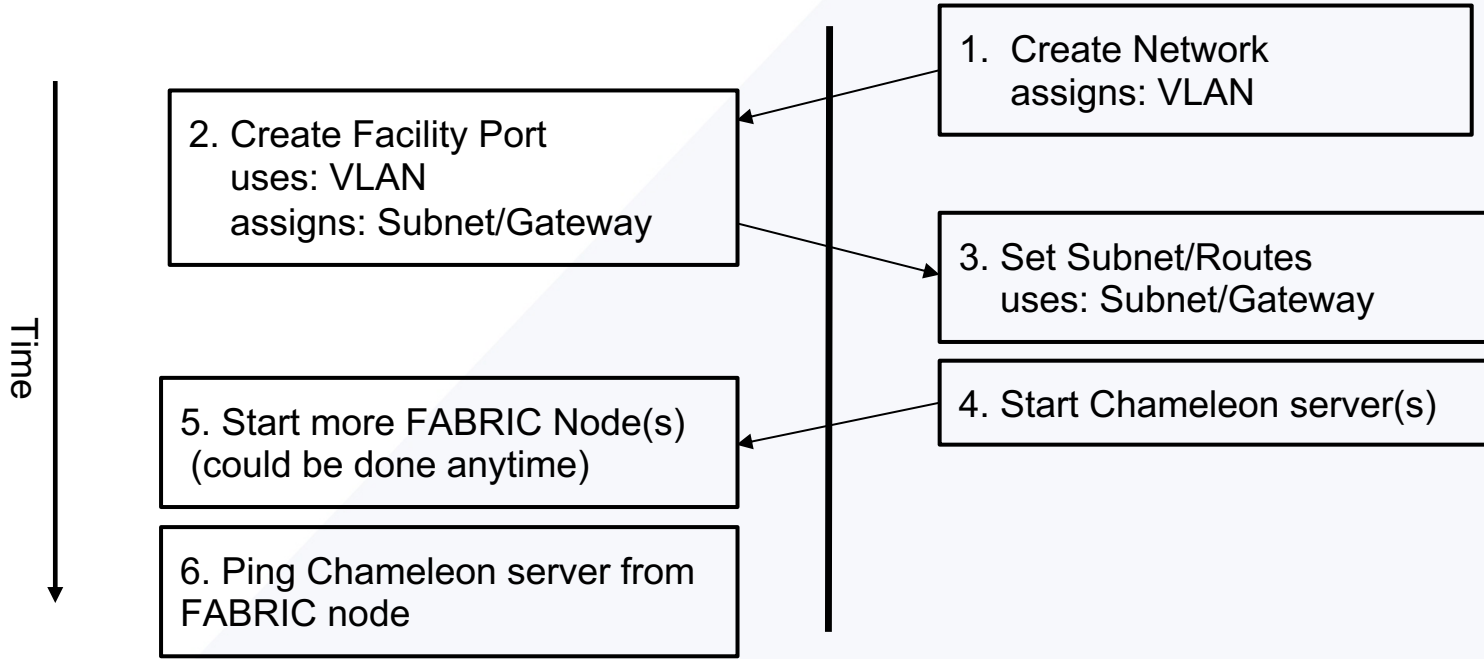 1. Create Network
assigns: VLAN
2. Create Facility Port
uses: VLAN
assigns: Subnet/Gateway
3. Set Subnet/Routes
uses: Subnet/Gateway
4. Start Chameleon server(s)
5. Start more FABRIC Node(s)
(could be done anytime)
6. Ping Chameleon server from
FABRIC node
Time